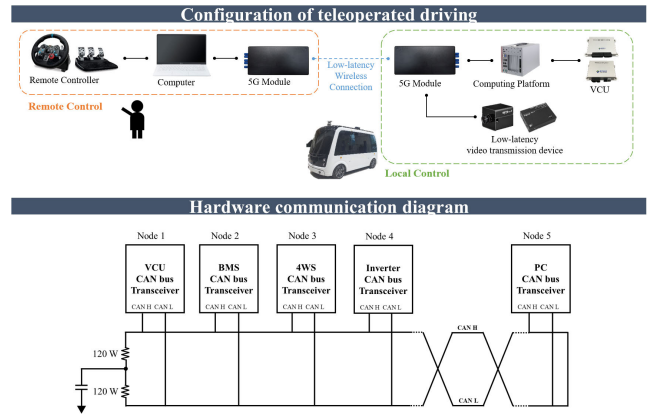 Configuration of teleoperated driving
Remote Controller
Computer
5G Module
Low-latency
Wireless
Connection
5G Module
Computing Platform
VCU
Remote Control
Low-latency
video transmission device
Local Control
Hardware communication diagram
Node 1
Node 2
Node 3
Node 4
Node 5
VCU
CAN bus
Transceiver
CAN H CAN L
BMS
CAN bus
Transceiver
CAN H CAN L
4WS
CAN bus
Transceiver
CAN H CAN L
Inverter
CAN bus
Transceiver
CAN H CAN L
PC
CAN bus
Transceiver
CAN H CAN L
CAN H
120 W
120 W
CAN L